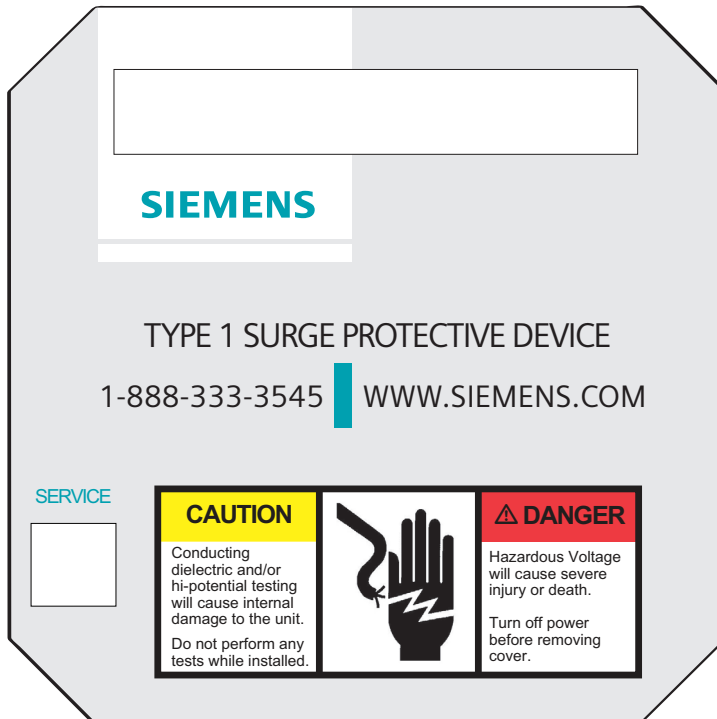 SIEMENS
TYPE 1 SURGE PROTECTIVE DEVICE
1-888-333-3545 WWW.SIEMENS.COM
SERVICE
CAUTION
Conducting
dielectric and/or
hi-potential testing
will cause internal
damage to the unit.
Do not perform any
tests while installed.
⚠ DANGER
Hazardous Voltage
will cause severe
injury or death.
Turn off power
before removing
cover.